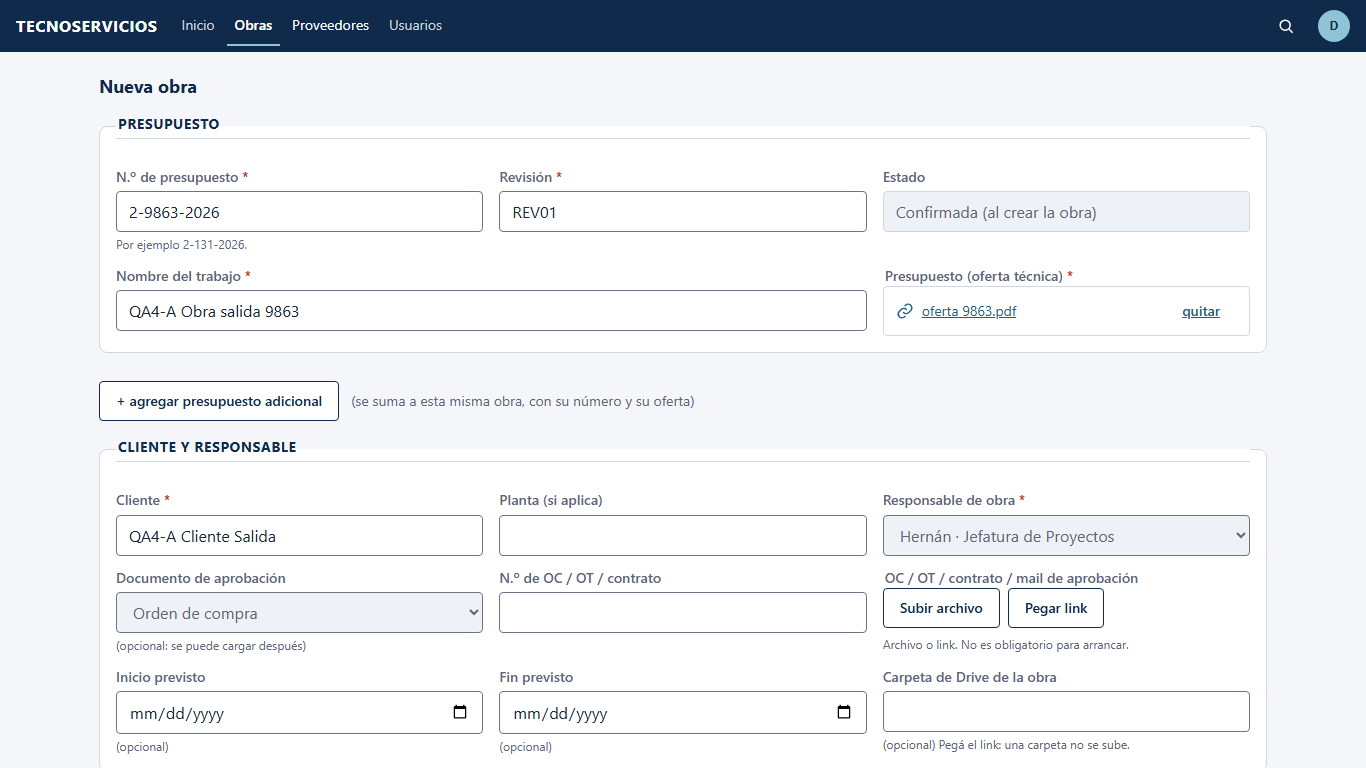 TECNOSERVICIOS Inicio Obras Proveedores Usuarios D
Nueva obra
PRESUPUESTO
N.º de presupuesto * Revisión * Estado
2-9863-2026 REV01 Confirmada (al crear la obra)
Por ejemplo 2-131-2026.
Nombre del trabajo * Presupuesto (oferta técnica) *
QA4-A Obra salida 9863 oferta 9863.pdf quitar
+ agregar presupuesto adicional (se suma a esta misma obra, con su número y su oferta)
CLIENTE Y RESPONSABLE
Cliente * Planta (si aplica) Responsable de obra *
QA4-A Cliente Salida Hernán · Jefatura de Proyectos
Documento de aprobación N.º de OC / OT / contrato OC / OT / contrato / mail de aprobación
Orden de compra Subir archivo Pegar link
(opcional: se puede cargar después) Archivo o link. No es obligatorio para arrancar.
Inicio previsto Fin previsto Carpeta de Drive de la obra
mm/dd/yyyy mm/dd/yyyy
(opcional) (opcional) (opcional) Pegá el link: una carpeta no se sube.